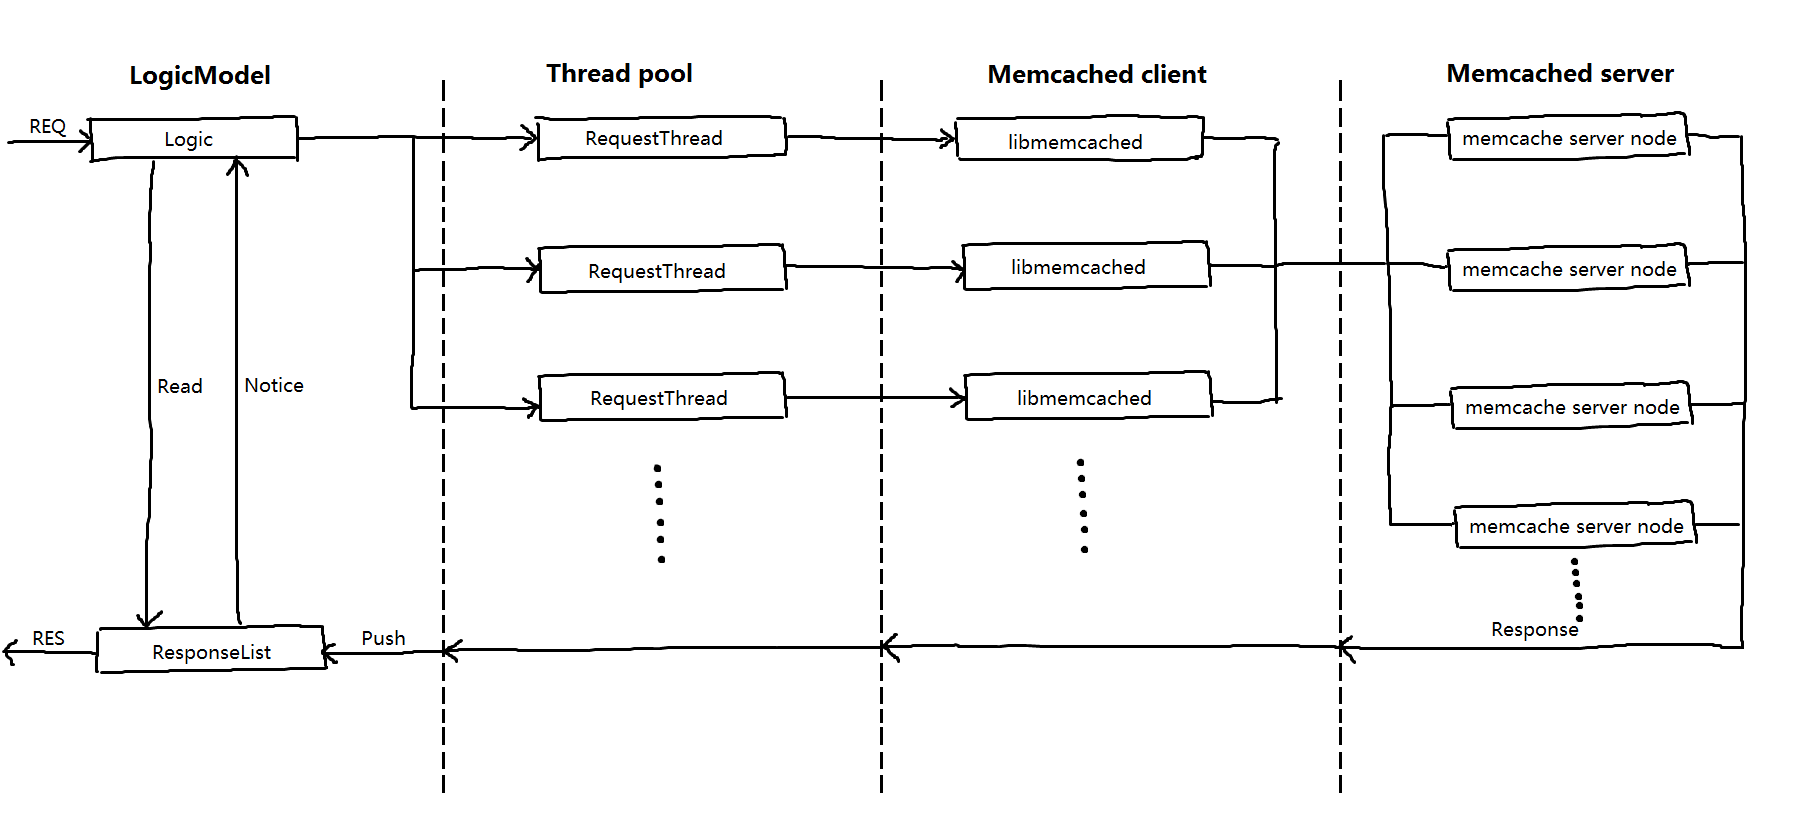 LogicModel
Thread pool
Memcached client
Memcached server
REQ
Logic
RequestThread
libmemcached
memcache server node
RequestThread
libmemcached
memcache server node
Read
Notice
RequestThread
libmemcached
memcache server node
memcache server node
RES
ResponseList
Push
Response